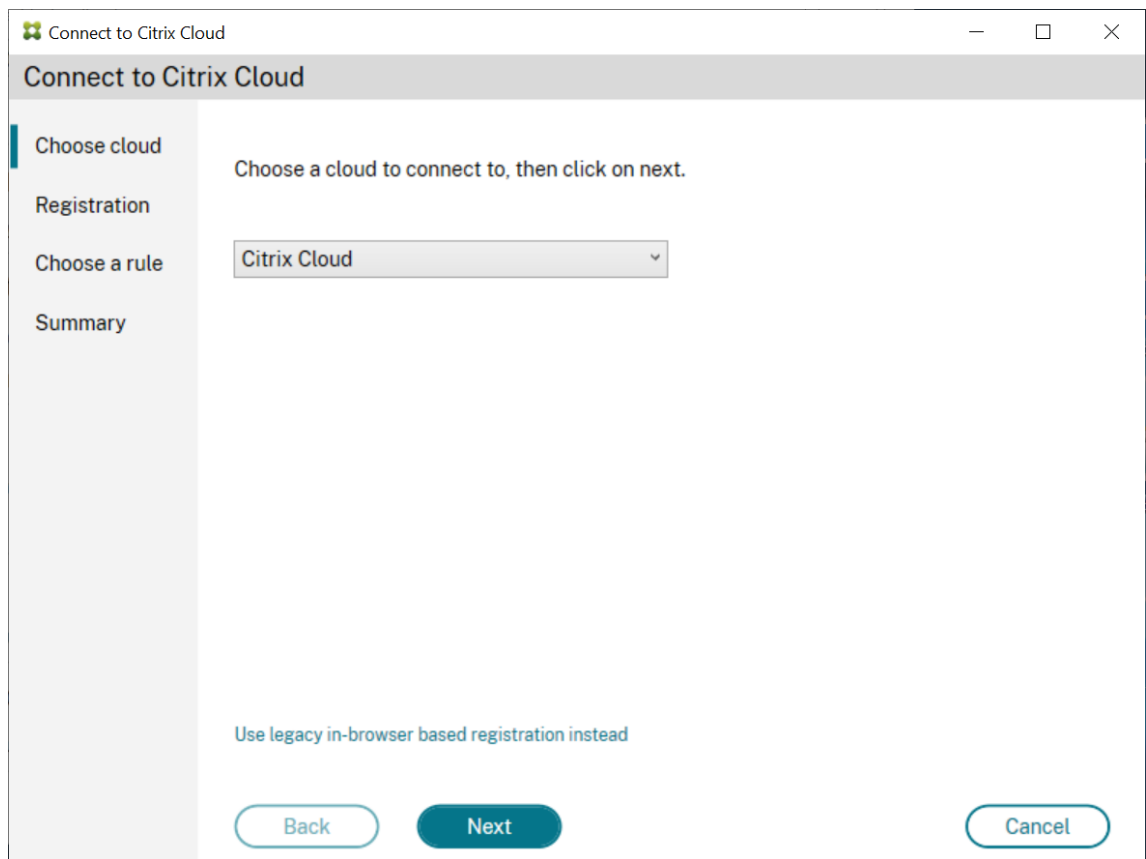 Connect to Citrix Cloud
Connect to Citrix Cloud
Choose cloud
Registration
Choose a rule
Summary
Choose a cloud to connect to, then click on next.
Citrix Cloud
Use legacy in-browser based registration instead
Back
Next
Cancel